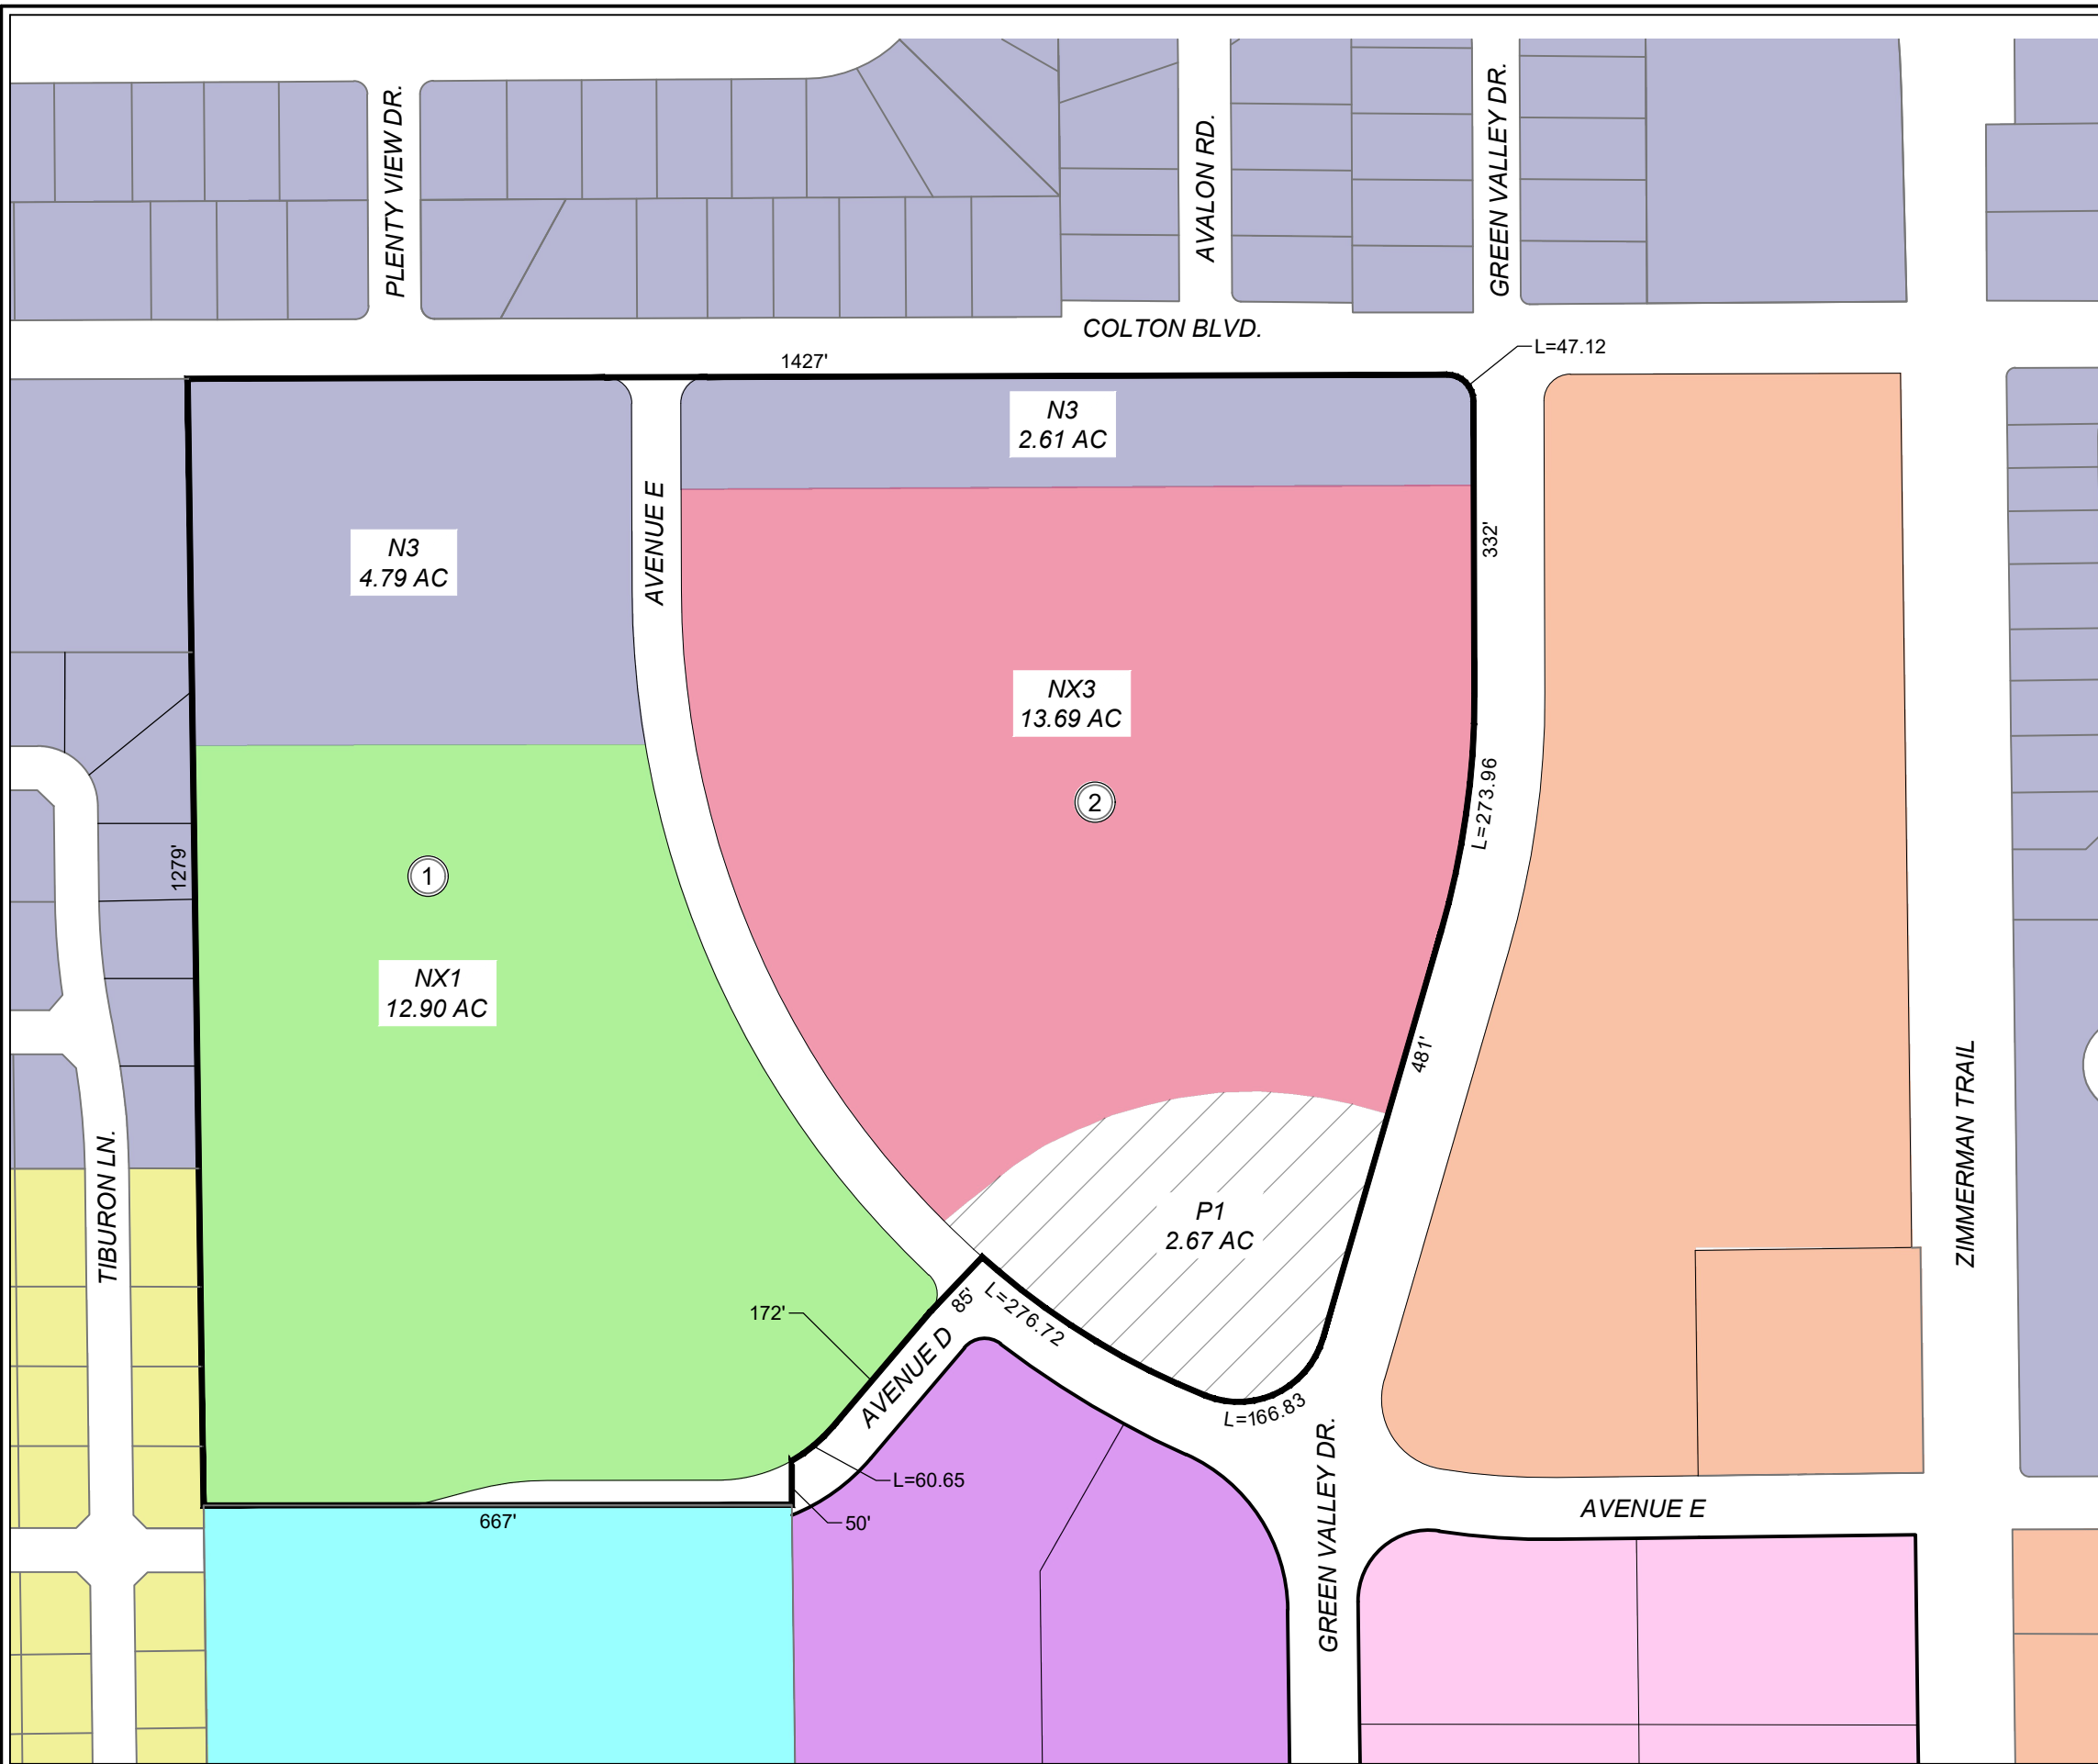 PLENTY VIEW DR.
AVALON RD.
GREEN VALLEY DR.
COLTON BLVD.
1427'
L=47.12
N3
2.61 AC
AVENUE E
332'
N3
4.79 AC
NX3
13.69 AC
2
L=273.96
1279'
1
NX1
12.90 AC
481'
ZIMMERMAN TRAIL
TIBURON LN.
P1
2.67 AC
172'
85'
L=276.72
AVENUE D
L=166.83
L=60.65
GREEN VALLEY DR.
AVENUE E
667'
50'